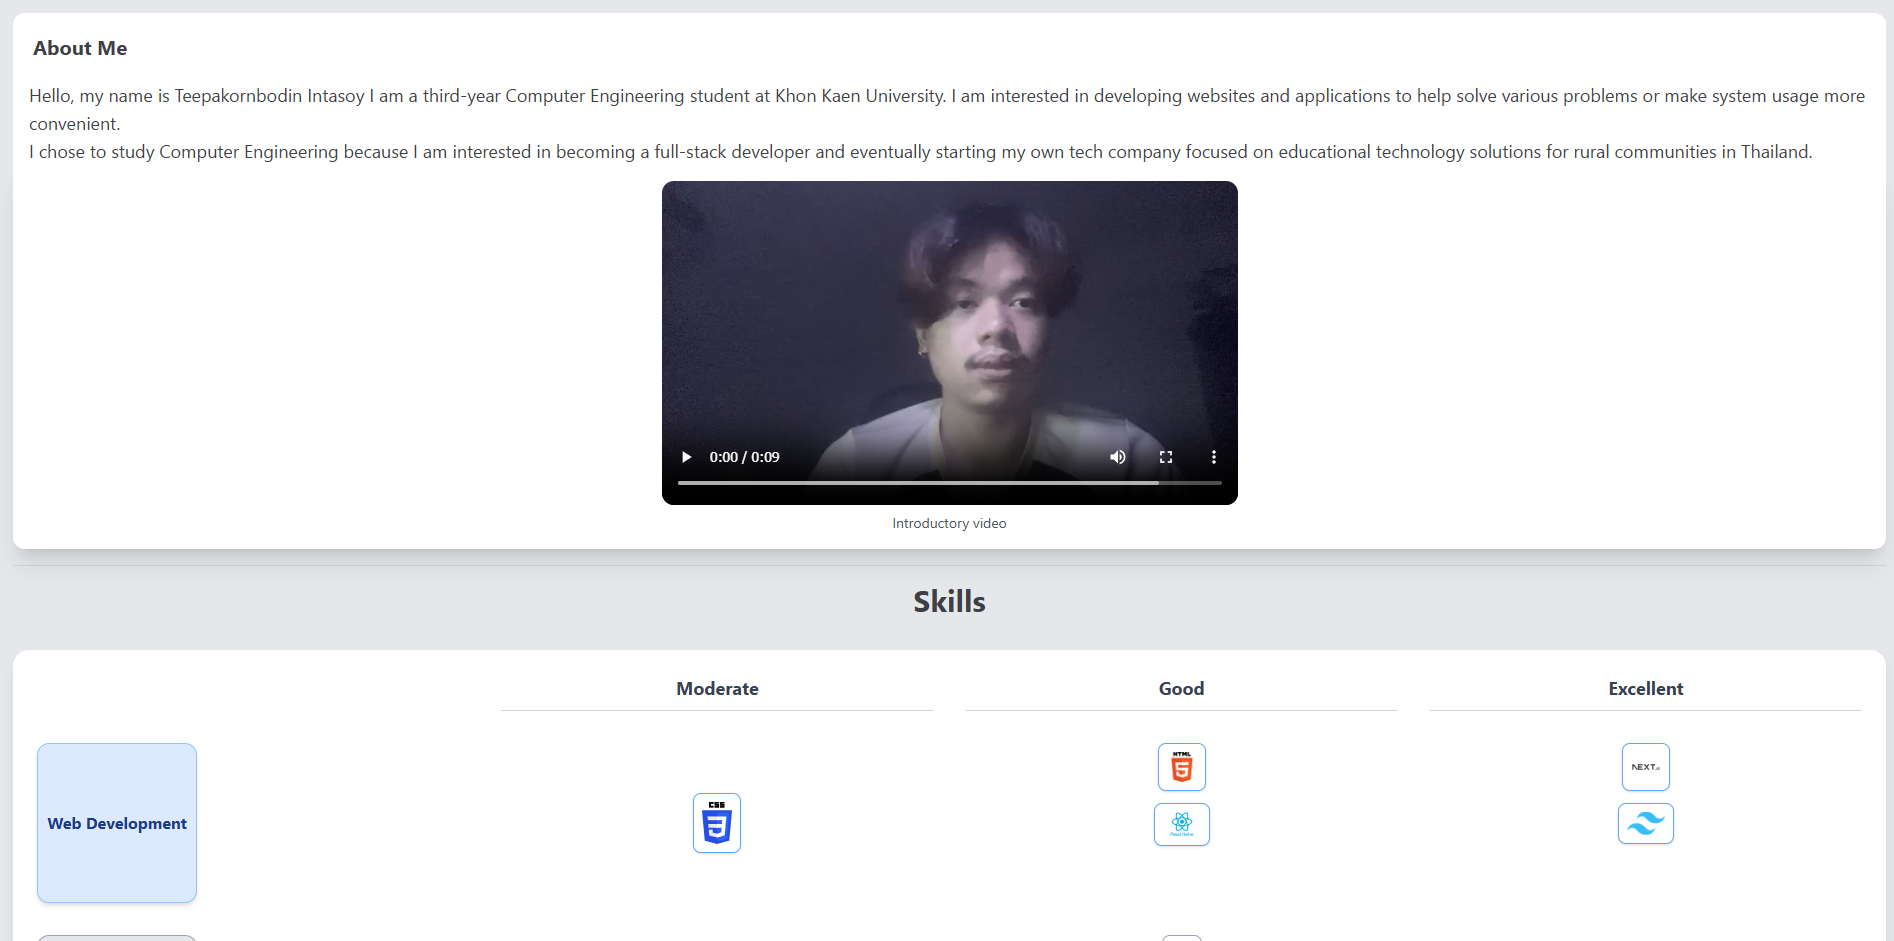 About Me
Hello, my name is Teepakornbodin Intasoy I am a third-year Computer Engineering student at Khon Kaen University. I am interested in developing websites and applications to help solve various problems or make system usage more
convenient.
I chose to study Computer Engineering because I am interested in becoming a full-stack developer and eventually starting my own tech company focused on educational technology solutions for rural communities in Thailand.
0:00 / 0:09
Introductory video
Skills
Moderate Good Excellent
HTML
5
NEXT.js
Web Development
CSS
3
React Native